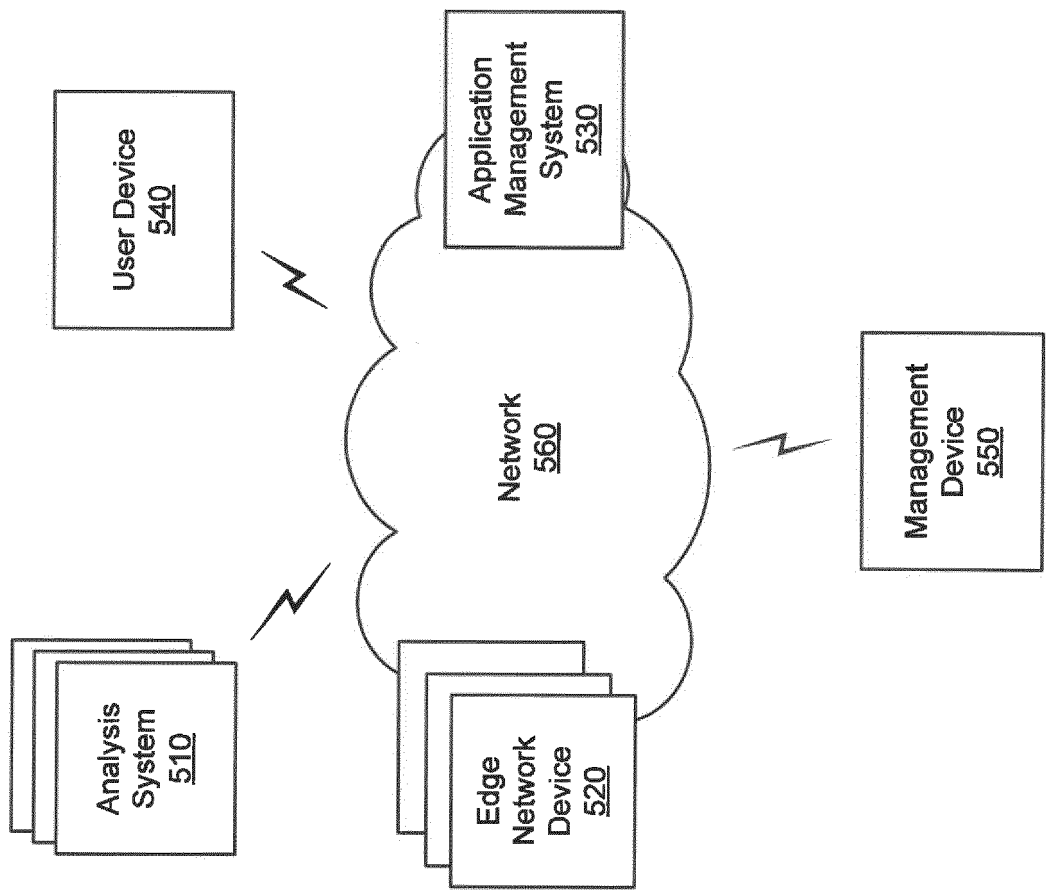 Analysis
System
510
User Device
540
Edge
Network
Device
520
Network
560
Application
Management
System
530
Management
Device
550